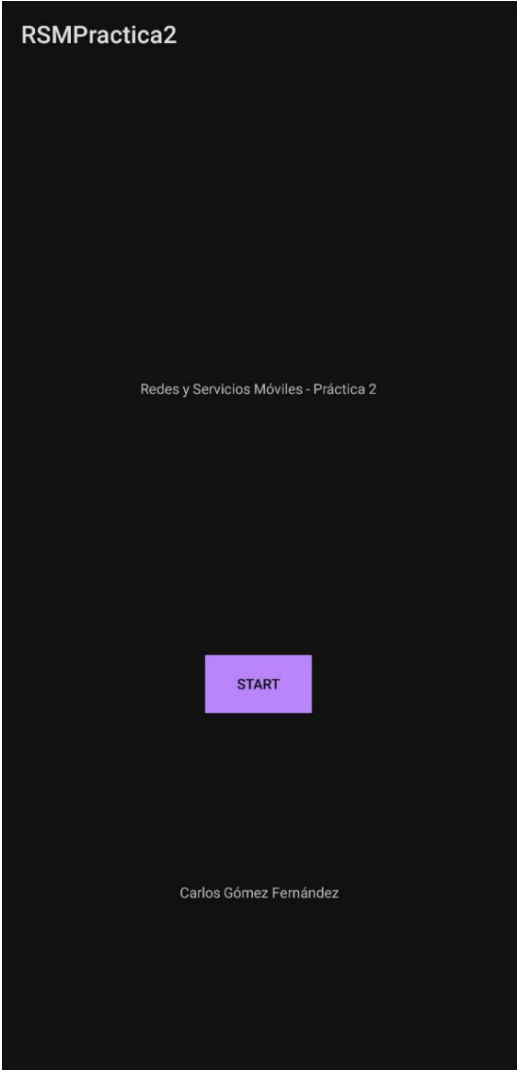 RSMPractica2
Redes y Servicios Móviles - Práctica 2
START
Carlos Gómez Fernández